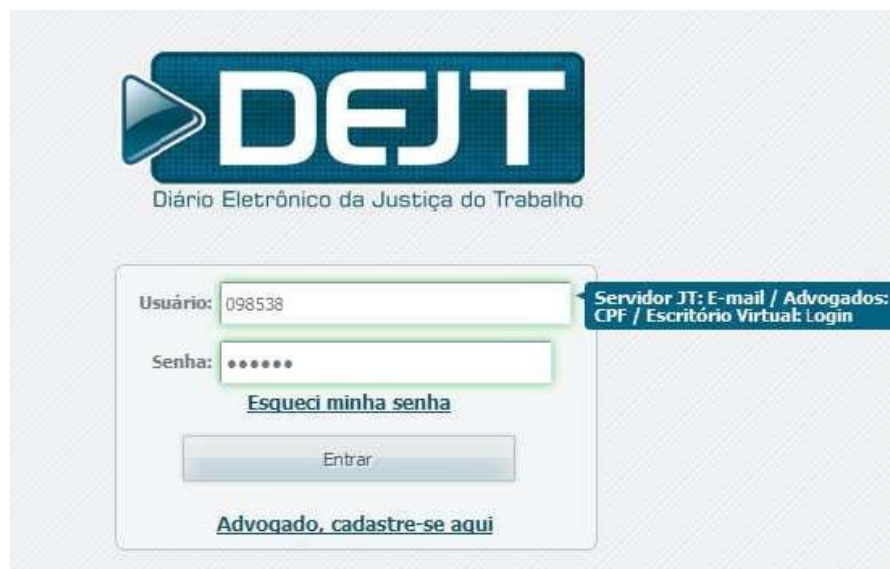 DEJT
Diário Eletrônico da Justiça do Trabalho
Usuário: 098538
Servidor JT: E-mail / Advogados:
CPF / Escritório Virtual: Login
Senha: ●●●●●●
Esqueci minha senha
Entrar
Advogado, cadastre-se aqui